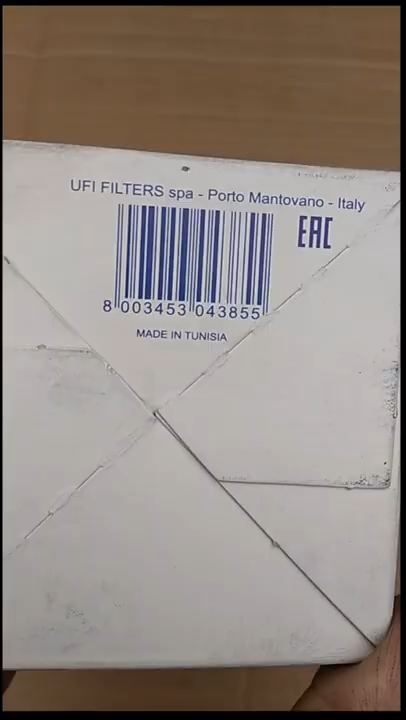 UFI FILTERS spa - Porto Mantovano - Italy
EAC
8 003453 043855
MADE IN TUNISIA